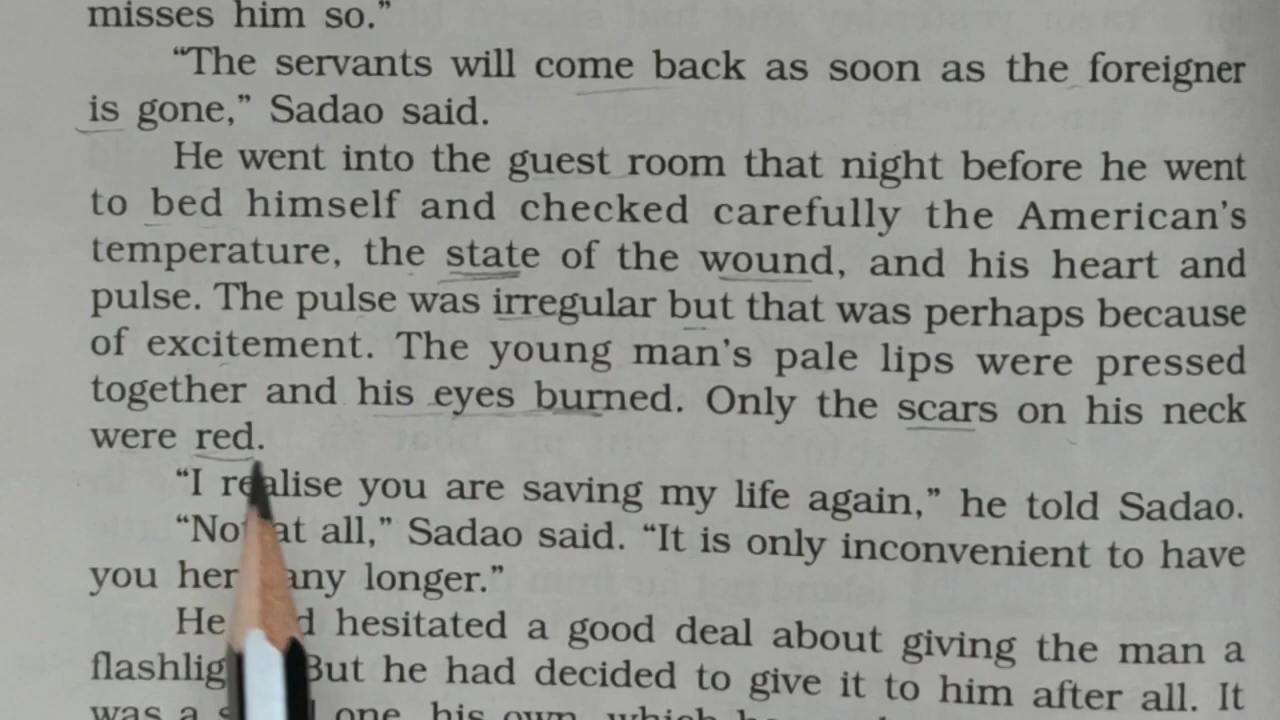 misses him so.”
“The servants will come back as soon as the foreigner
is gone,” Sadao said.
He went into the guest room that night before he went
to bed himself and checked carefully the American’s
temperature, the state of the wound, and his heart and
pulse. The pulse was irregular but that was perhaps because
of excitement. The young man’s pale lips were pressed
together and his eyes burned. Only the scars on his neck
were red.
“I realise you are saving my life again,” he told Sadao.
“Not at all,” Sadao said. “It is only inconvenient to have
you here any longer.”
He had hesitated a good deal about giving the man a
flashlight. But he had decided to give it to him after all. It
was a one, his own, which